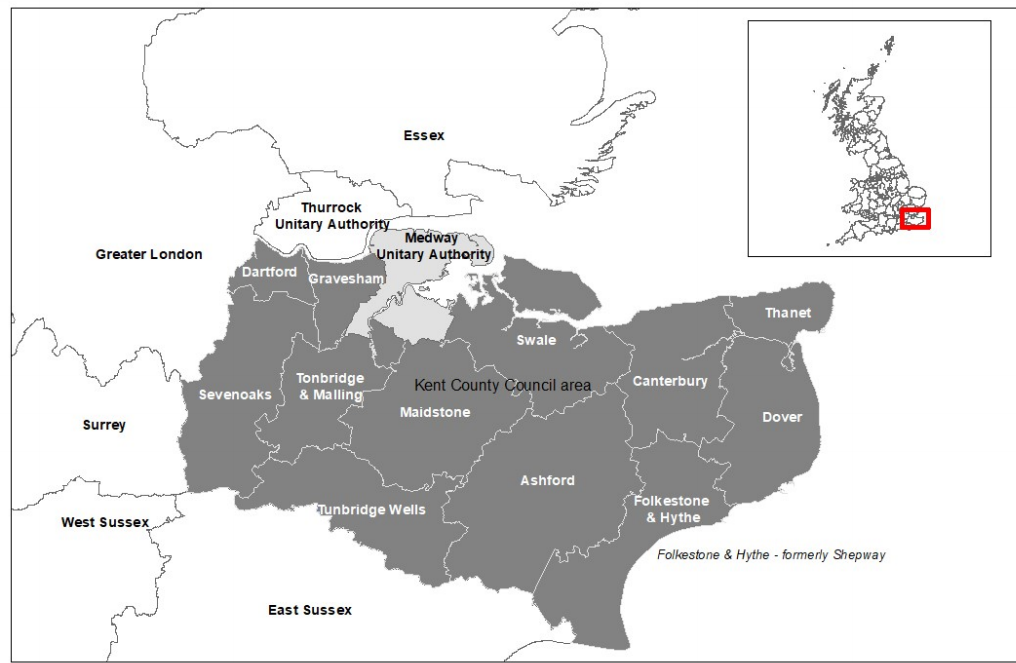 Essex
Thurrock
Unitary Authority
Medway
Unitary Authority
Greater London
Dartford
Gravesham
Thanet
Swale
Sevenoaks
Tonbridge
& Malling
Kent County Council area
Canterbury
Maidstone
Dover
Surrey
Ashford
Folkestone
& Hythe
Tunbridge Wells
West Sussex
Folkestone & Hythe - formerly Shepway
East Sussex